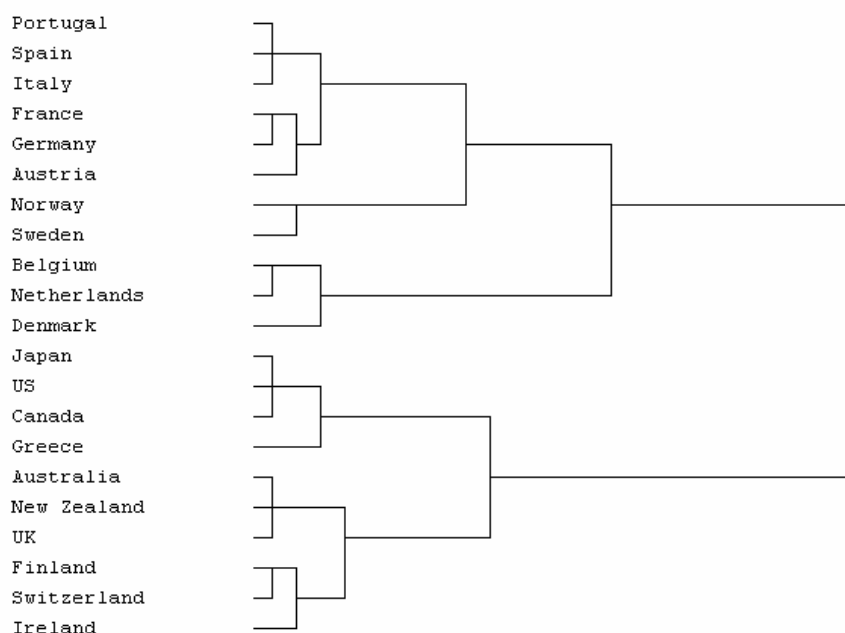 Portugal
Spain
Italy
France
Germany
Austria
Norway
Sweden
Belgium
Netherlands
Denmark
Japan
US
Canada
Greece
Australia
New Zealand
UK
Finland
Switzerland
Ireland